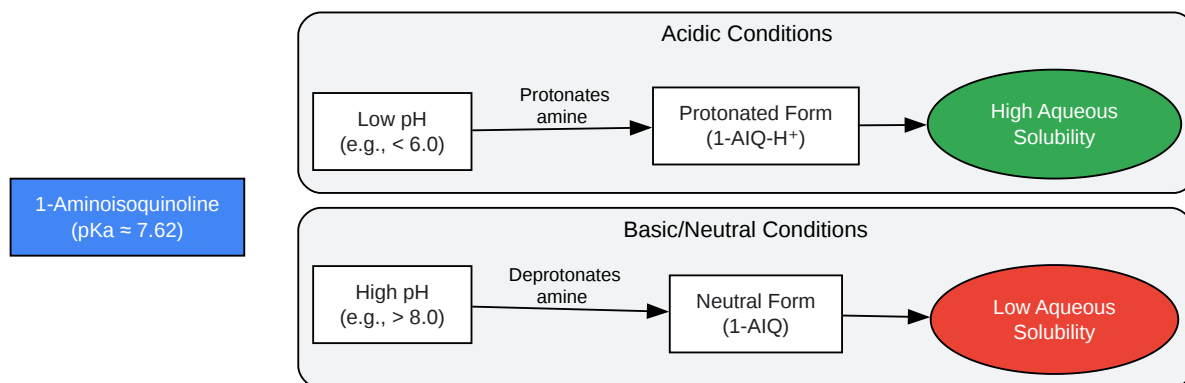 Acidic Conditions
Low pH
(e.g., < 6.0)
Protonates
amine
Protonated Form
(1-AIQ-H⁺)
High Aqueous
Solubility
1-Aminoisoquinoline
(pKa ≈ 7.62)
Basic/Neutral Conditions
High pH
(e.g., > 8.0)
Deprotonates
amine
Neutral Form
(1-AIQ)
Low Aqueous
Solubility